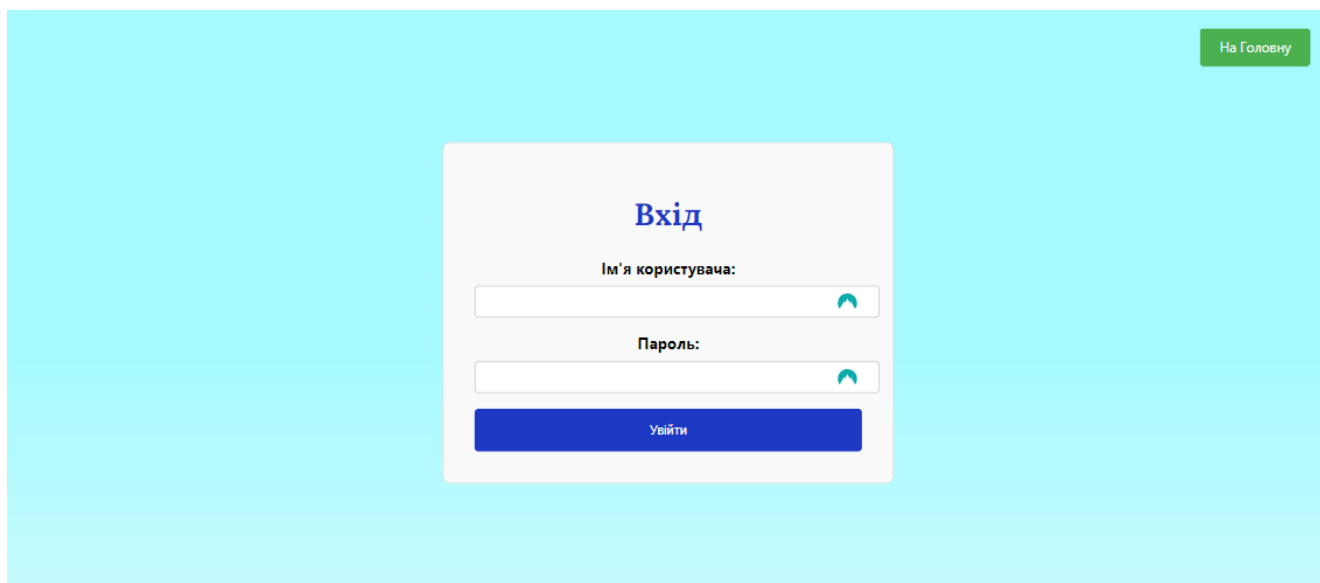 На Головну
Вхід
Ім'я користувача:
Пароль:
Увійти